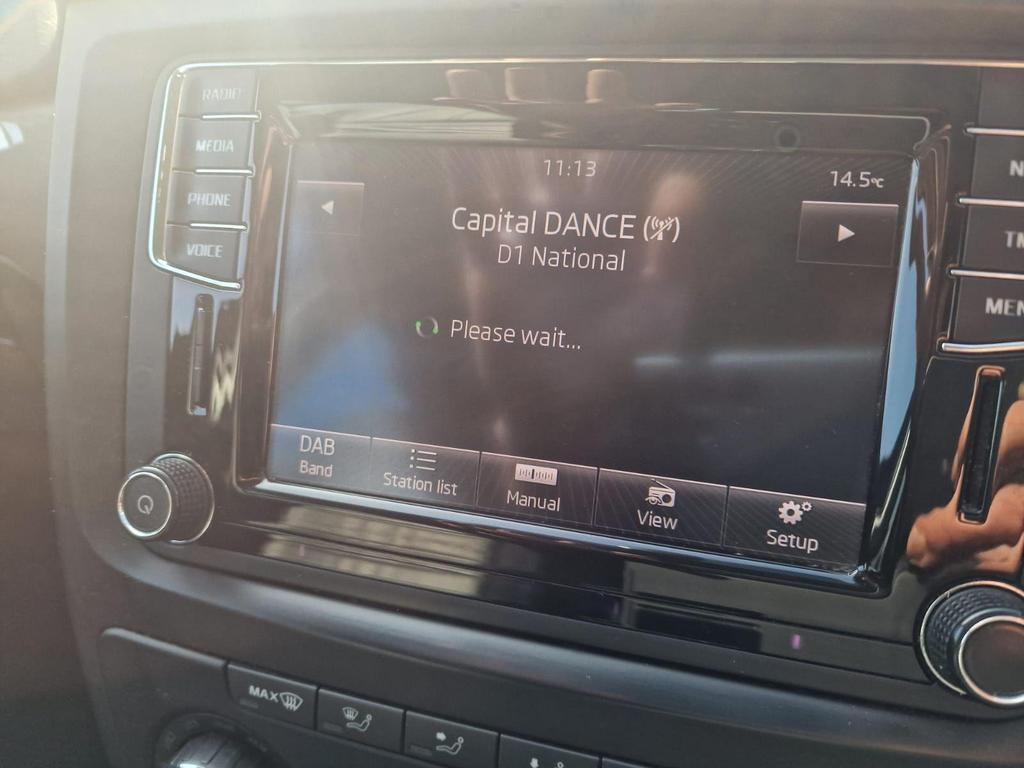 RADIO
MEDIA
PHONE
VOICE
11:13
14.5°C
Capital DANCE
D1 National
Please wait...
DAB
Band
Station list
Manual
View
Setup
MAX